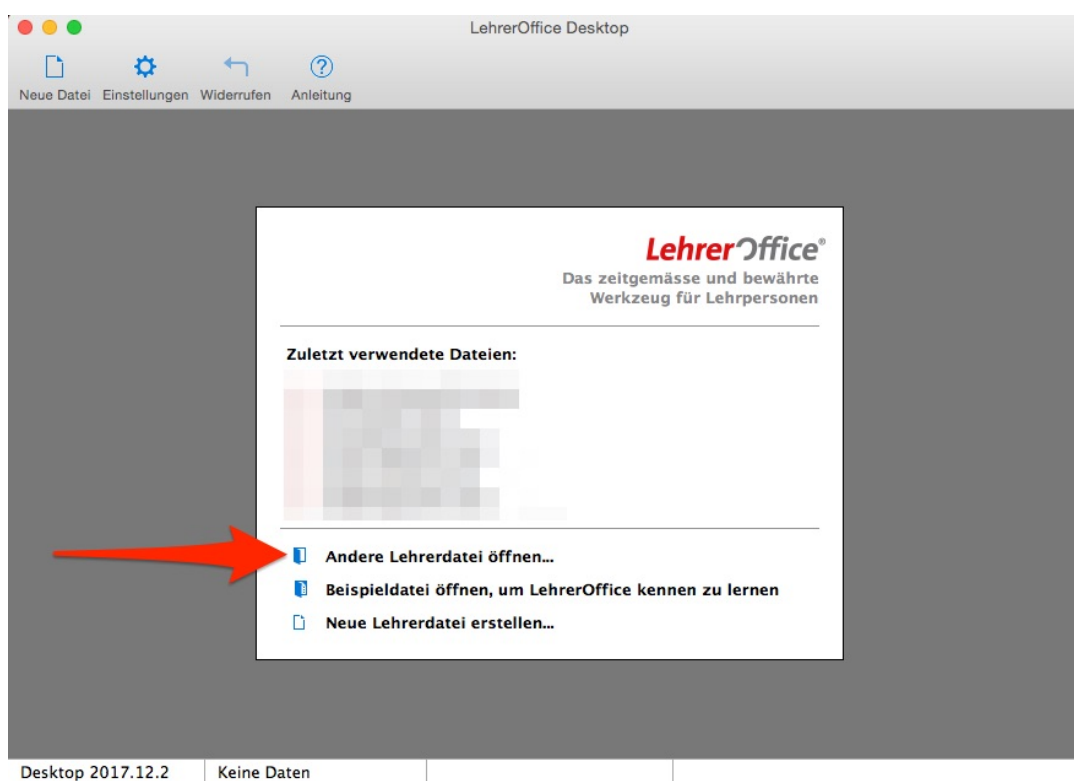 LehrerOffice Desktop
Neue Datei Einstellungen Widerrufen Anleitung
LehrerOffice®
Das zeitgemässe und bewährte
Werkzeug für Lehrpersonen
Zuletzt verwendete Dateien:
Andere Lehrerdatei öffnen...
Beispieldatei öffnen, um LehrerOffice kennen zu lernen
Neue Lehrerdatei erstellen...
Desktop 2017.12.2 Keine Daten